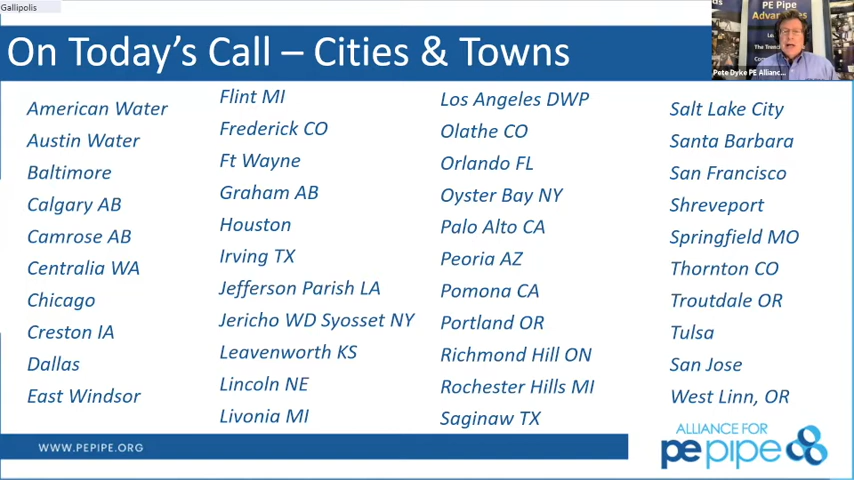 Gallipolis
PE Pipe
Advantages
Pete Dyke PE Allianc...
On Today's Call – Cities & Towns
American Water
Austin Water
Baltimore
Calgary AB
Camrose AB
Centralia WA
Chicago
Creston IA
Dallas
East Windsor
Flint MI
Frederick CO
Ft Wayne
Graham AB
Houston
Irving TX
Jefferson Parish LA
Jericho WD Syosset NY
Leavenworth KS
Lincoln NE
Livonia MI
Los Angeles DWP
Olathe CO
Orlando FL
Oyster Bay NY
Palo Alto CA
Peoria AZ
Pomona CA
Portland OR
Richmond Hill ON
Rochester Hills MI
Saginaw TX
Salt Lake City
Santa Barbara
San Francisco
Shreveport
Springfield MO
Thornton CO
Troutdale OR
Tulsa
San Jose
West Linn, OR
WWW.PEPIPE.ORG
ALLIANCE FOR
pepipe